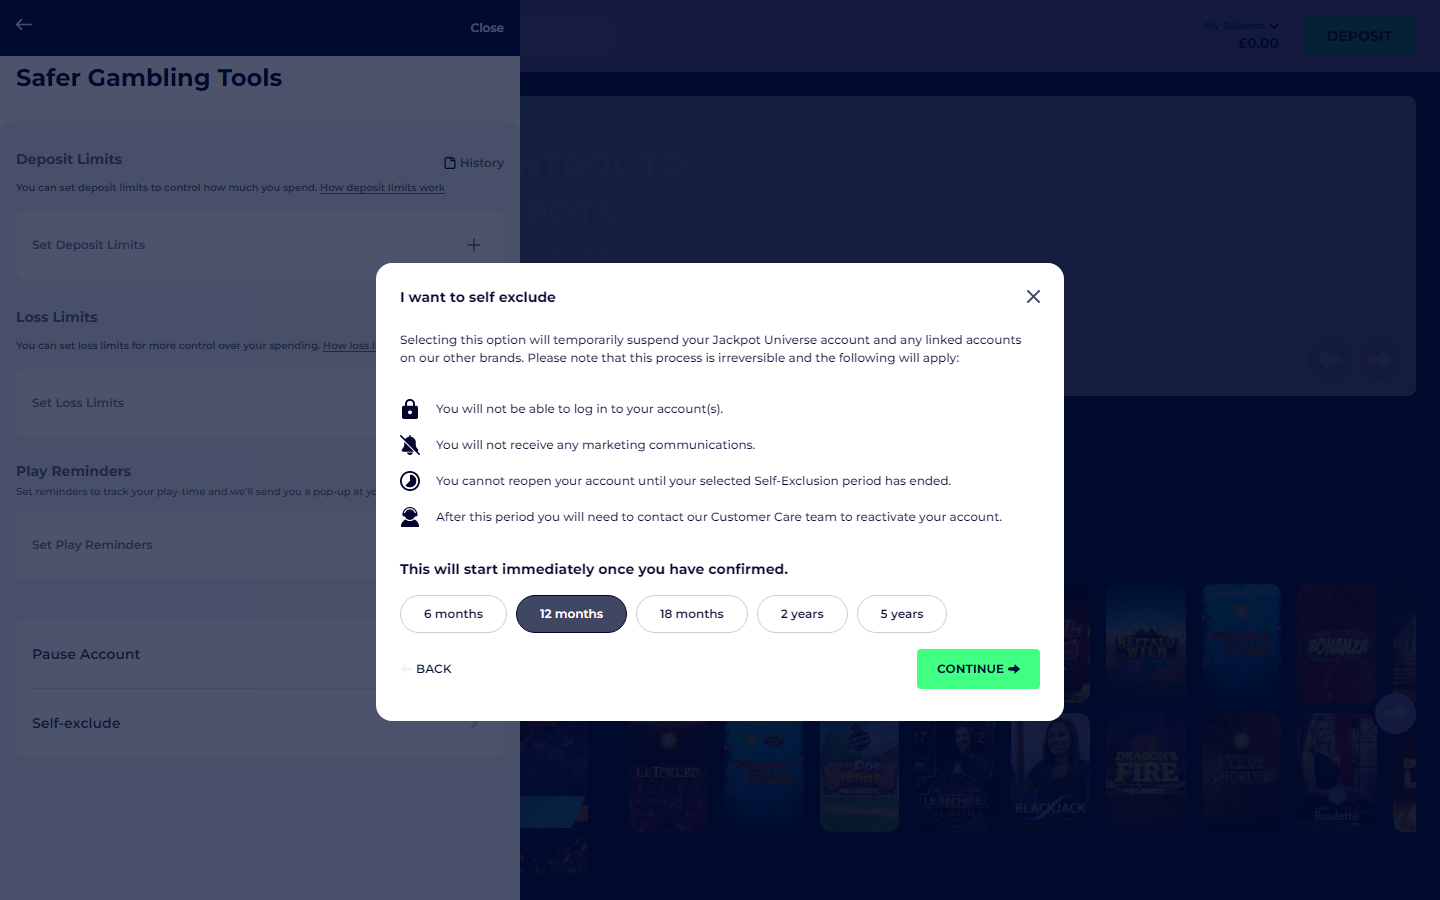 Close
My Balance
£0.00
DEPOSIT
Safer Gambling Tools
Deposit Limits
History
You can set deposit limits to control how much you spend. How deposit limits work
Set Deposit Limits
NTROL TO
POTS
Loss Limits
You can set loss limits for more control over your spending. How loss
Set Loss Limits
Play Reminders
Set reminders to track your play-time and we'll send you a pop-up at
Set Play Reminders
Pause Account
Self-exclude
I want to self exclude
Selecting this option will temporarily suspend your Jackpot Universe account and any linked accounts
on our other brands. Please note that this process is irreversible and the following will apply:
You will not be able to log in to your account(s).
You will not receive any marketing communications.
You cannot reopen your account until your selected Self-Exclusion period has ended.
After this period you will need to contact our Customer Care team to reactivate your account.
This will start immediately once you have confirmed.
6 months
12 months
18 months
2 years
5 years
BACK
CONTINUE
BUFFALO
WILD
BONANZA
EL TORERO
DRAGON'S
FIRE
EYE OF
HORUS
LIGHTNING
BLACKJACK
Roulette